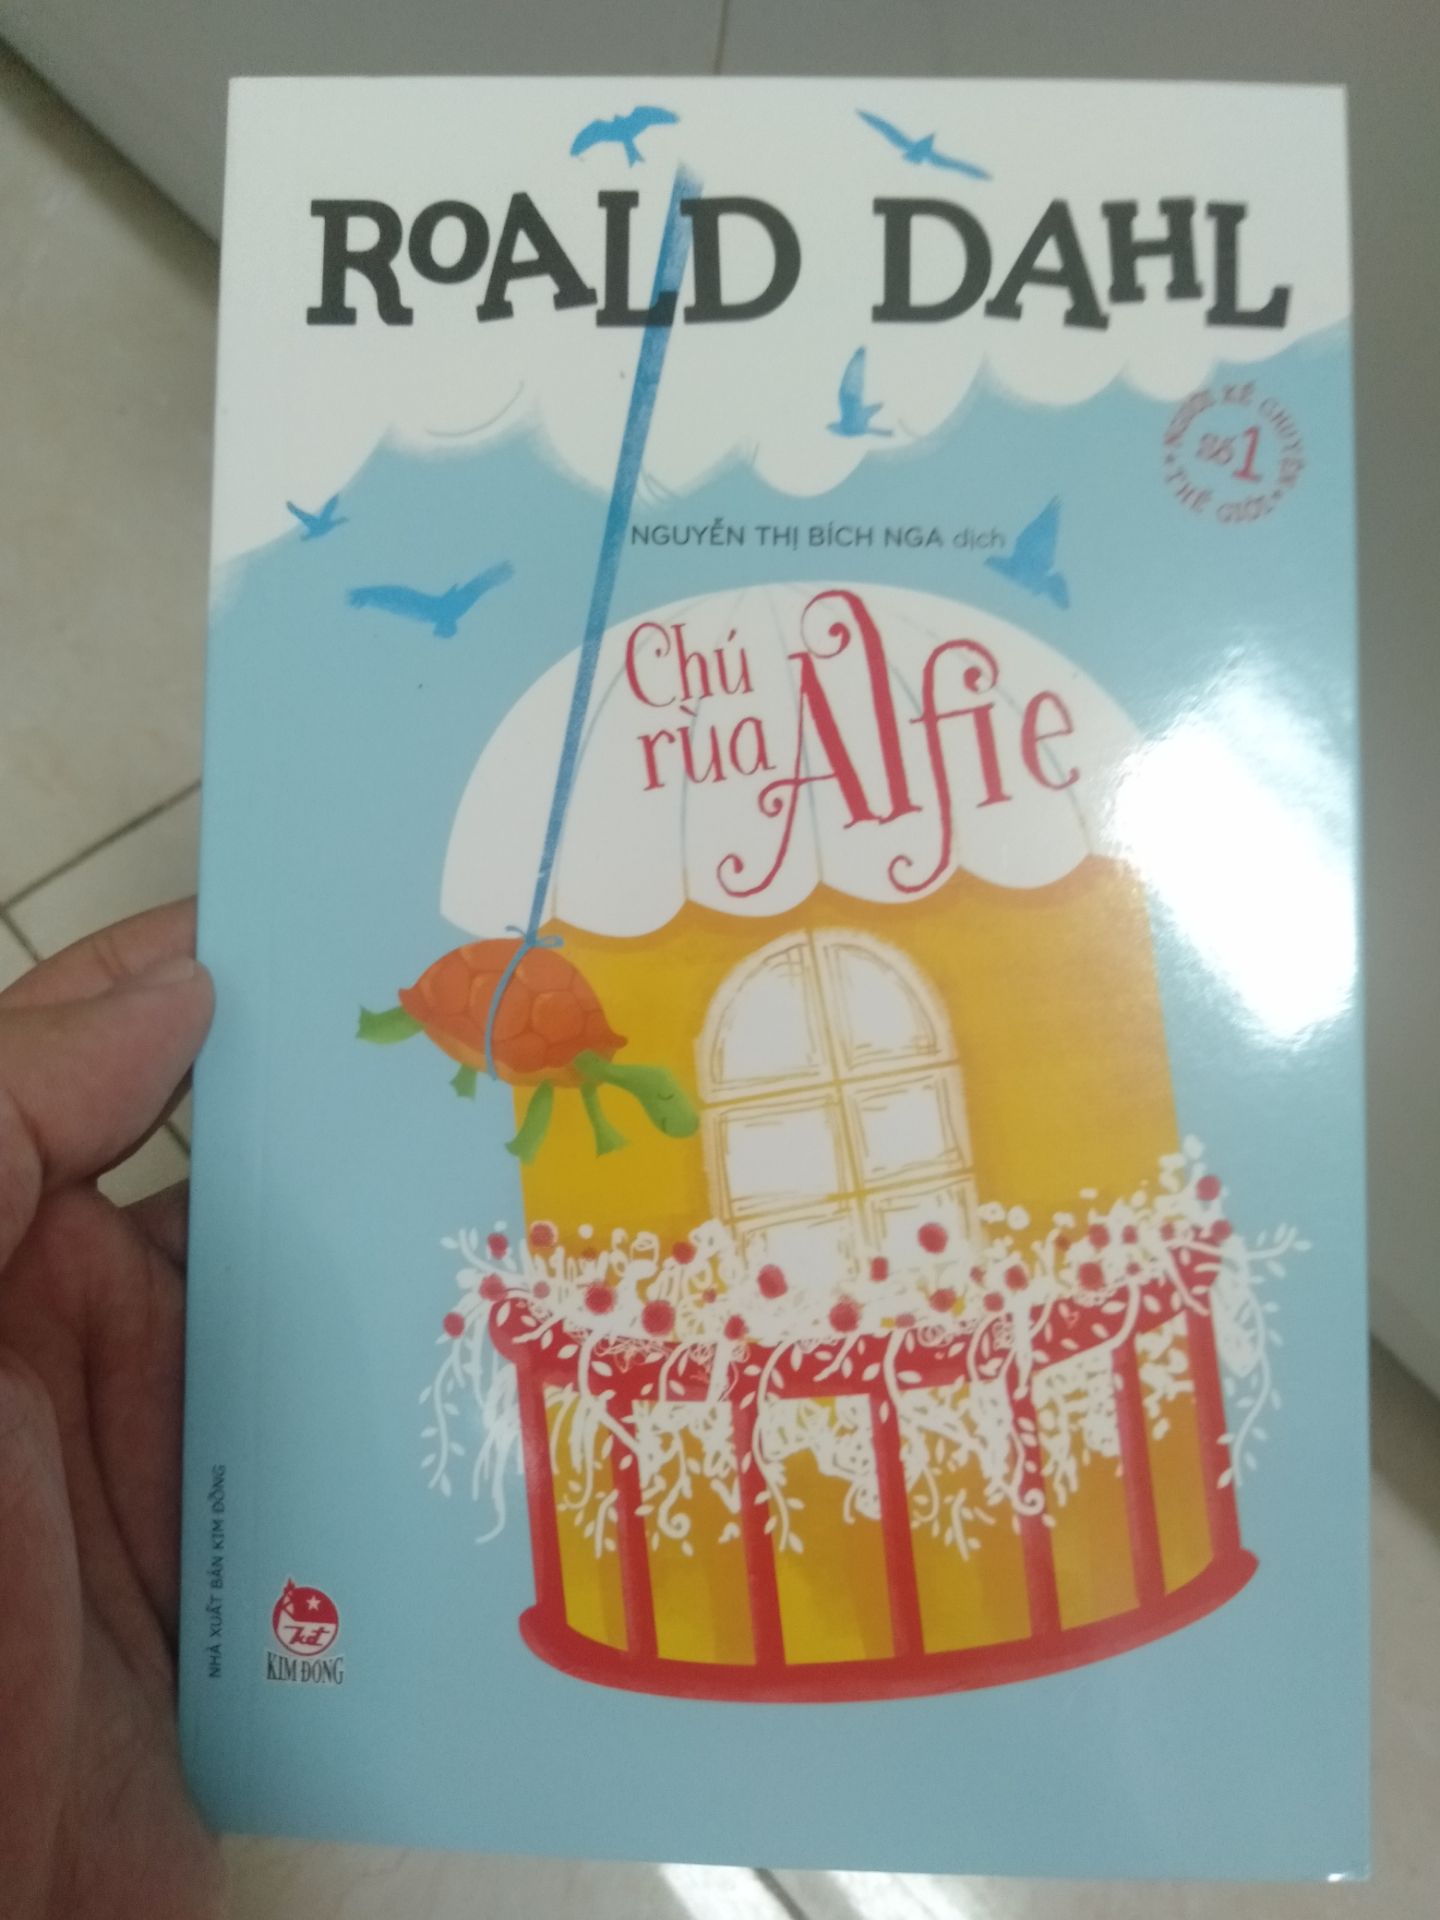 ROALD DAHL
NGƯỜI KỂ CHUYỆN
SỐ 1
THẾ GIỚI
NGUYỄN THỊ BÍCH NGA dịch
Chú
rùa Alfie
NHÀ XUẤT BẢN KIM ĐỒNG
KIM ĐỒNG